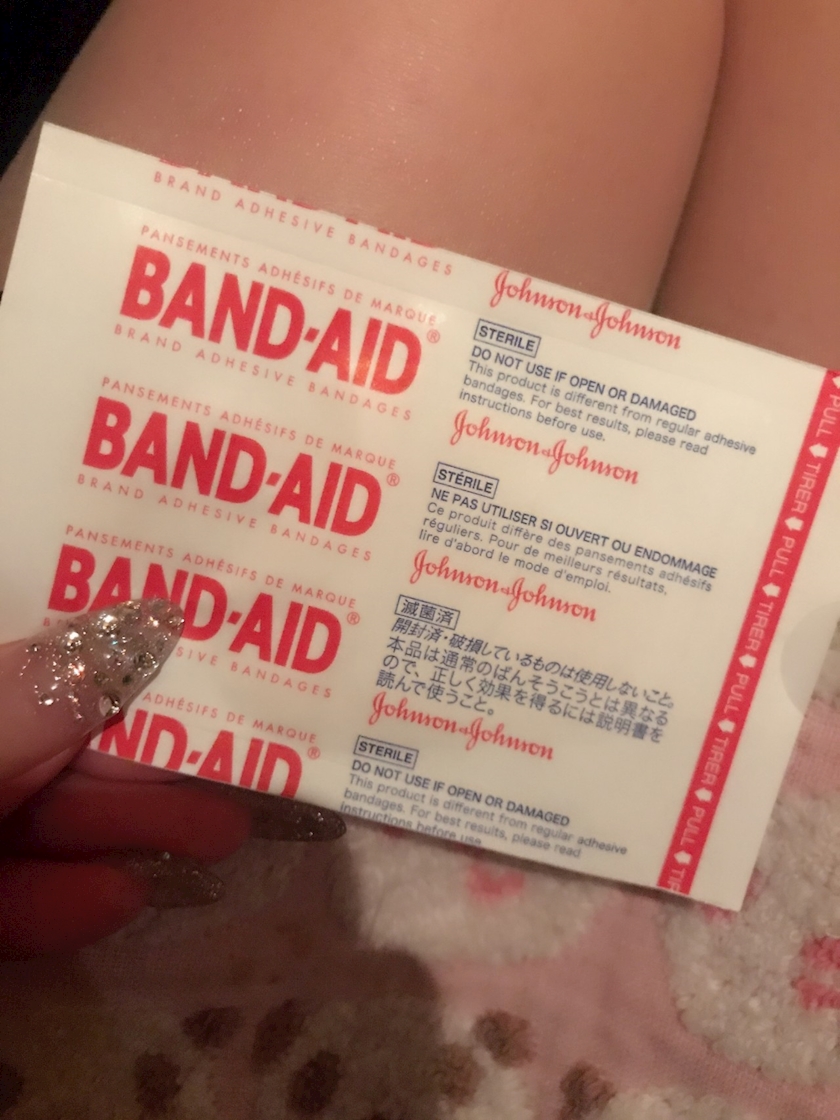 BRAND ADHESIVE BANDAGES
PANSEMENTS ADHÉSIFS DE MARQUE
BAND-AID®
BRAND ADHESIVE BANDAGES
PANSEMENTS ADHÉSIFS DE MARQUE
BAND-AID®
BRAND ADHESIVE BANDAGES
PANSEMENTS ADHÉSIFS DE MARQUE
BAND-AID®
BANDAGES
ADHÉSIFS DE MARQUE
ND-AID®
Johnson & Johnson
STERILE
DO NOT USE IF OPEN OR DAMAGED
This product is different from regular adhesive
bandages. For best results, please read
instructions before use.
Johnson & Johnson
STÉRILE
NE PAS UTILISER SI OUVERT OU ENDOMMAGE
Ce produit diffère des pansements adhésifs
réguliers. Pour de meilleurs résultats,
lire d'abord le mode d'emploi.
Johnson & Johnson
滅菌済
開封済・破損しているものは使用しないこと。
本品は通常のばんそうこうとは異なる
ので、正しく効果を得るには説明書を
読んで使うこと。
Johnson & Johnson
STERILE
DO NOT USE IF OPEN OR DAMAGED
This product is different from regular adhesive
bandages. For best results, please read
instructions before use
PULL TIRER PULL TIRER PULL TIRER PULL